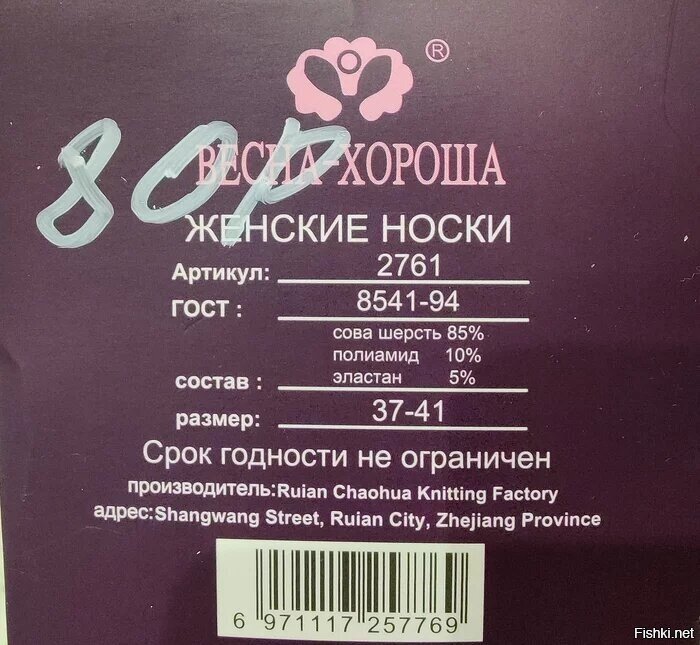 ®
80р
ВЕСНА-ХОРОША
ЖЕНСКИЕ НОСКИ
Артикул: 2761
ГОСТ : 8541-94
сова шерсть 85%
полиамид 10%
состав : эластан 5%
размер: 37-41
Срок годности не ограничен
производитель:Ruian Chaohua Knitting Factory
адрес:Shangwang Street, Ruian City, Zhejiang Province
6 971117 257769
Fishki.net